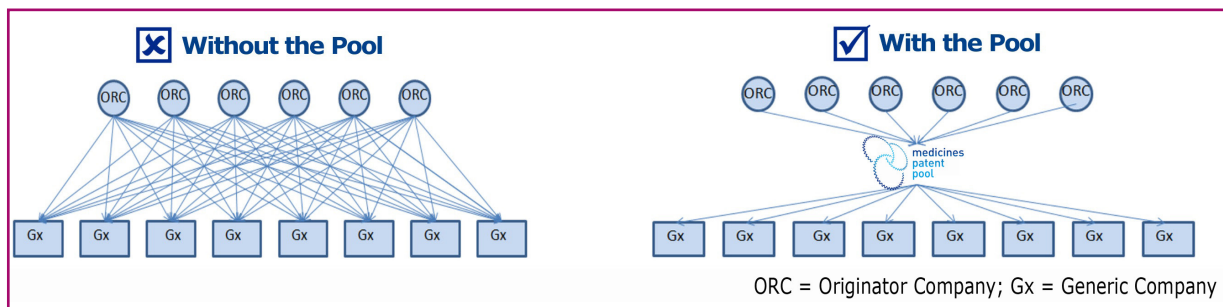 Without the Pool
ORC ORC ORC ORC ORC ORC
Gx Gx Gx Gx Gx Gx Gx Gx
With the Pool
ORC ORC ORC ORC ORC ORC
medicines
patent
pool
Gx Gx Gx Gx Gx Gx Gx Gx
ORC = Originator Company; Gx = Generic Company